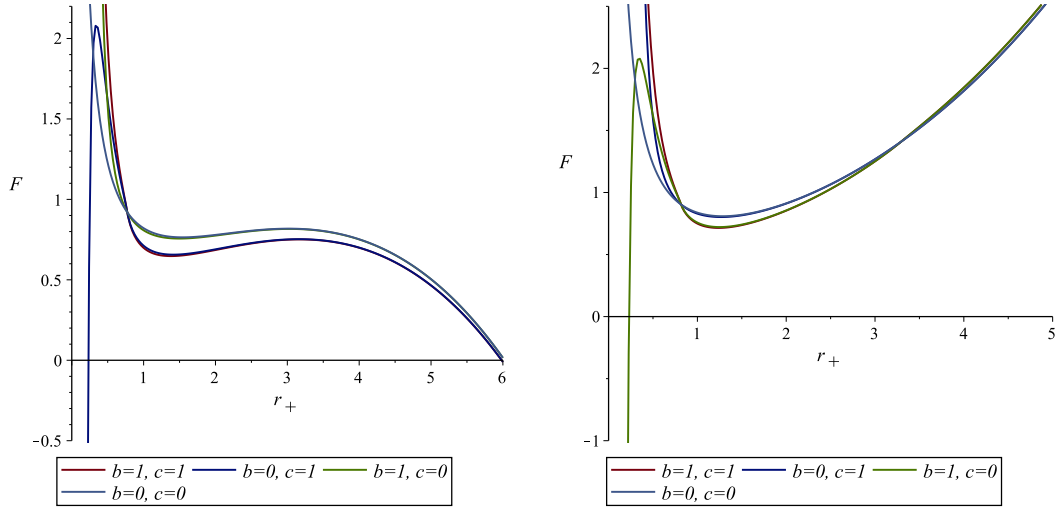 2
1.5
F
1
0.5
0
1 2 3 4 5 6
r +
−0.5
b=1, c=1 b=0, c=1 b=1, c=0
b=0, c=0
2
F
1
0
1 2 3 4 5
r +
−1
b=1, c=1 b=0, c=1 b=1, c=0
b=0, c=0